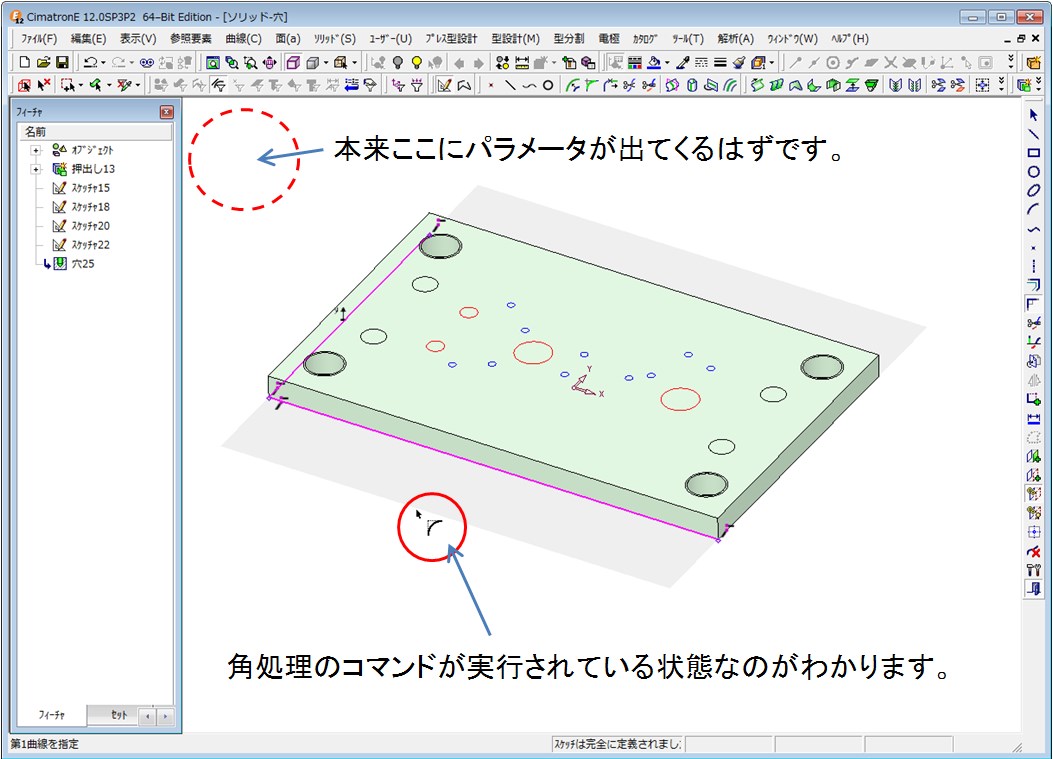 CimatronE 12.0SP3P2 64-Bit Edition - [ソリッド-穴]
ファイル(F) 編集(E) 表示(V) 参照要素 曲線(C) 面(a) ソリッド(S) ユーザー(U) プレス型設計 型設計(M) 型分割 電極 カタログ ツール(T) 解析(A) ウィンドウ(W) ヘルプ(H)
フィーチャ
名前
オブジェクト
押出し13
スケッチャ15
スケッチャ18
スケッチャ20
スケッチャ22
穴25
本来ここにパラメータが出てくるはずです。
Y
X
角処理のコマンドが実行されている状態なのがわかります。
フィーチャ セット
第1曲線を指定
スケッチは完全に定義されまし